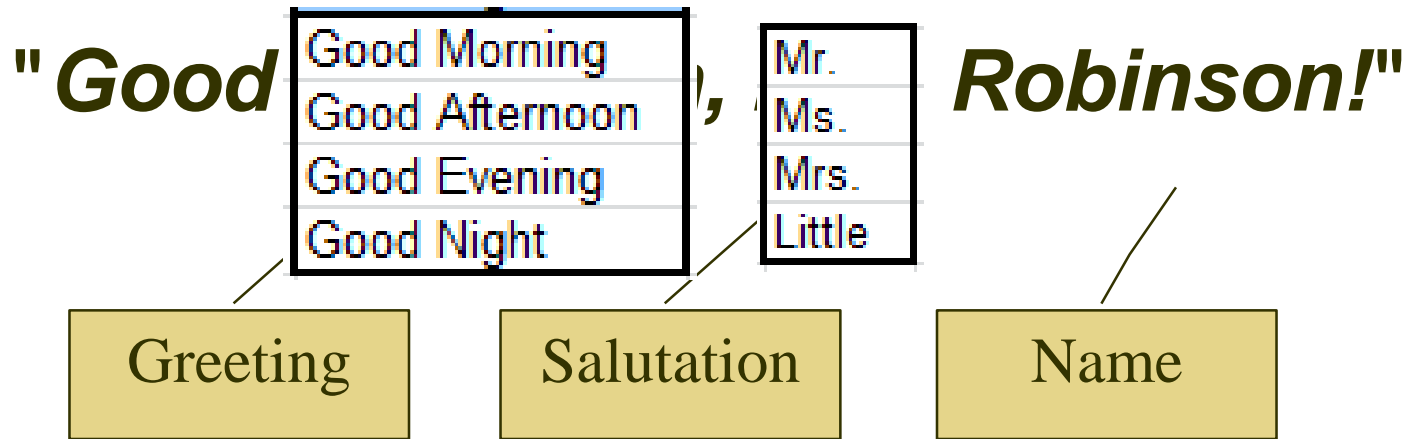 "Good , Robinson!"
Good Morning
Good Afternoon
Good Evening
Good Night
Mr.
Ms.
Mrs.
Little
Greeting
Salutation
Name